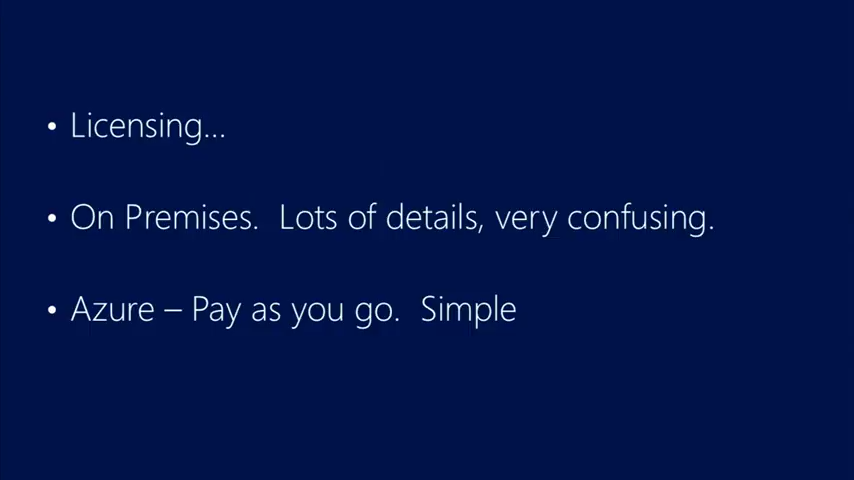 • Licensing...
• On Premises.  Lots of details, very confusing.
• Azure – Pay as you go.  Simple